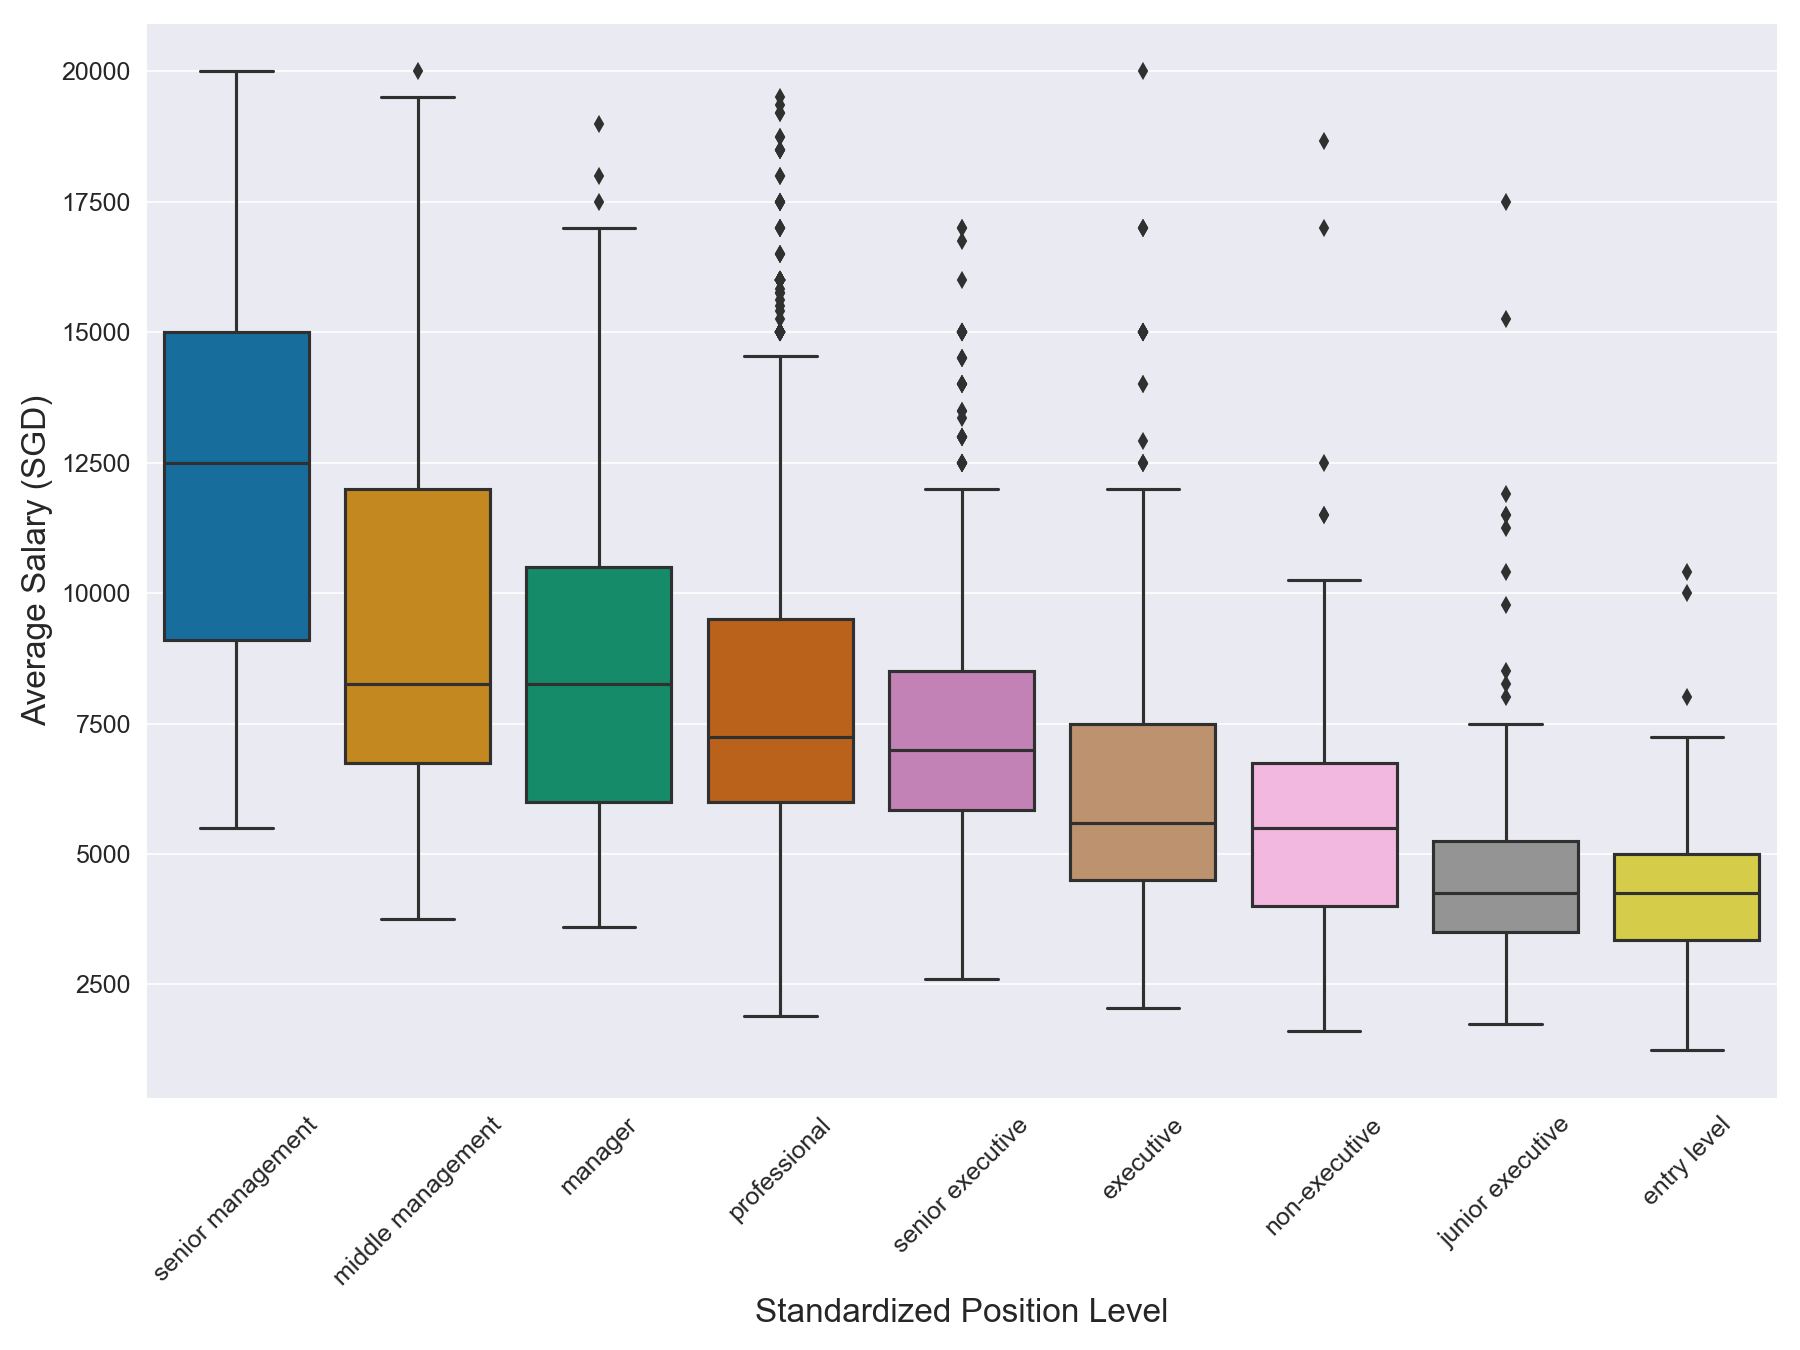 20000
17500
15000
12500
10000
7500
5000
2500
Average Salary (SGD)
senior management
middle management
manager
professional
senior executive
executive
non-executive
junior executive
entry level
Standardized Position Level